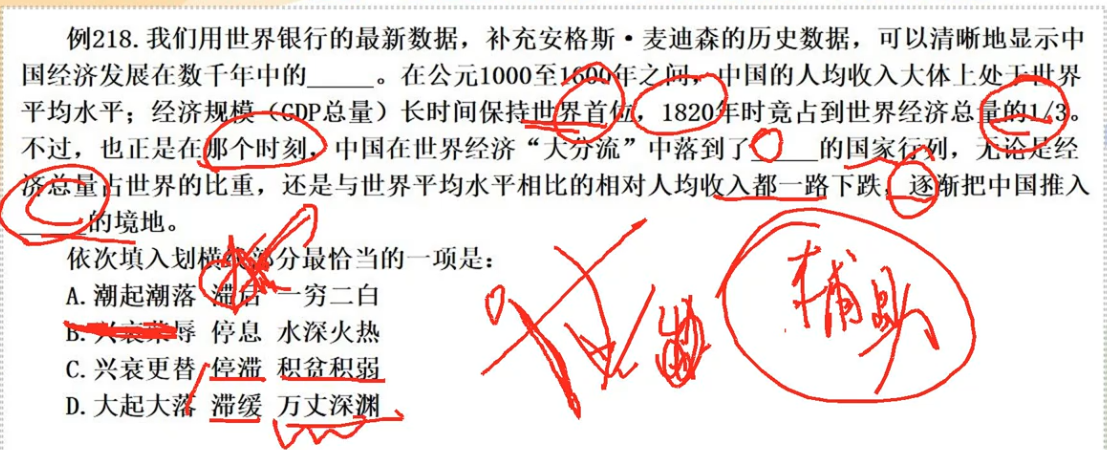 例218.我们用世界银行的最新数据，补充安格斯·麦迪森的历史数据，可以清晰地显示中
国经济发展在数千年中的_____。在公元1000至1600年之间，中国的人均收入大体上处于世界
平均水平；经济规模（GDP总量）长时间保持世界首位，1820年时竟占到世界经济总量的1/3。
不过，也正是在那个时刻，中国在世界经济“大分流”中落到了_____的国家行列，无论是经
济总量占世界的比重，还是与世界平均水平相比的相对人均收入都一路下跌，逐渐把中国推入
_____的境地。
依次填入划横线部分最恰当的一项是：
A.潮起潮落 滞后 一穷二白
B.兴衰荣辱 停息 水深火热
C.兴衰更替 停滞 积贫积弱
D.大起大落 滞缓 万丈深渊
辅助